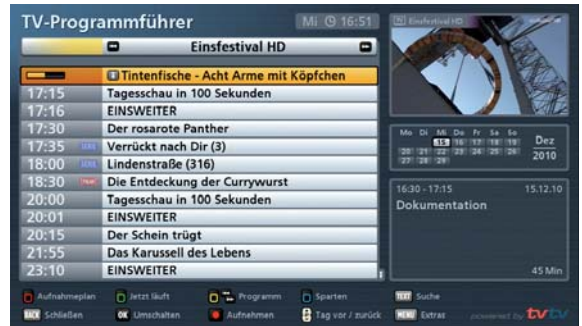 TV-Programmführer
Mi 16:51
Einsfestival HD
Einsfestival HD
Tintenfische - Acht Arme mit Köpfchen
17:15 Tagesschau in 100 Sekunden
17:16 EINSWEITER
17:30 Der rosarote Panther
17:35 SERIE Verrückt nach Dir (3)
18:00 SERIE Lindenstraße (316)
18:30 Die Entdeckung der Currywurst
20:00 Tagesschau in 100 Sekunden
20:01 EINSWEITER
20:15 Der Schein trügt
21:55 Das Karussell des Lebens
23:10 EINSWEITER
Mo Di Mi Do Fr Sa So
15 16 17 18 19
20 21 22 23 24 25 26
27 28 29
Dez
2010
16:30 - 17:15 15.12.10
Dokumentation
45 Min
Aufnahmeplan Jetzt läuft Programm Sparten TEXT Suche
BACK Schließen OK Umschalten Aufnehmen Tag vor / zurück MENU Extras
powered by tvtv